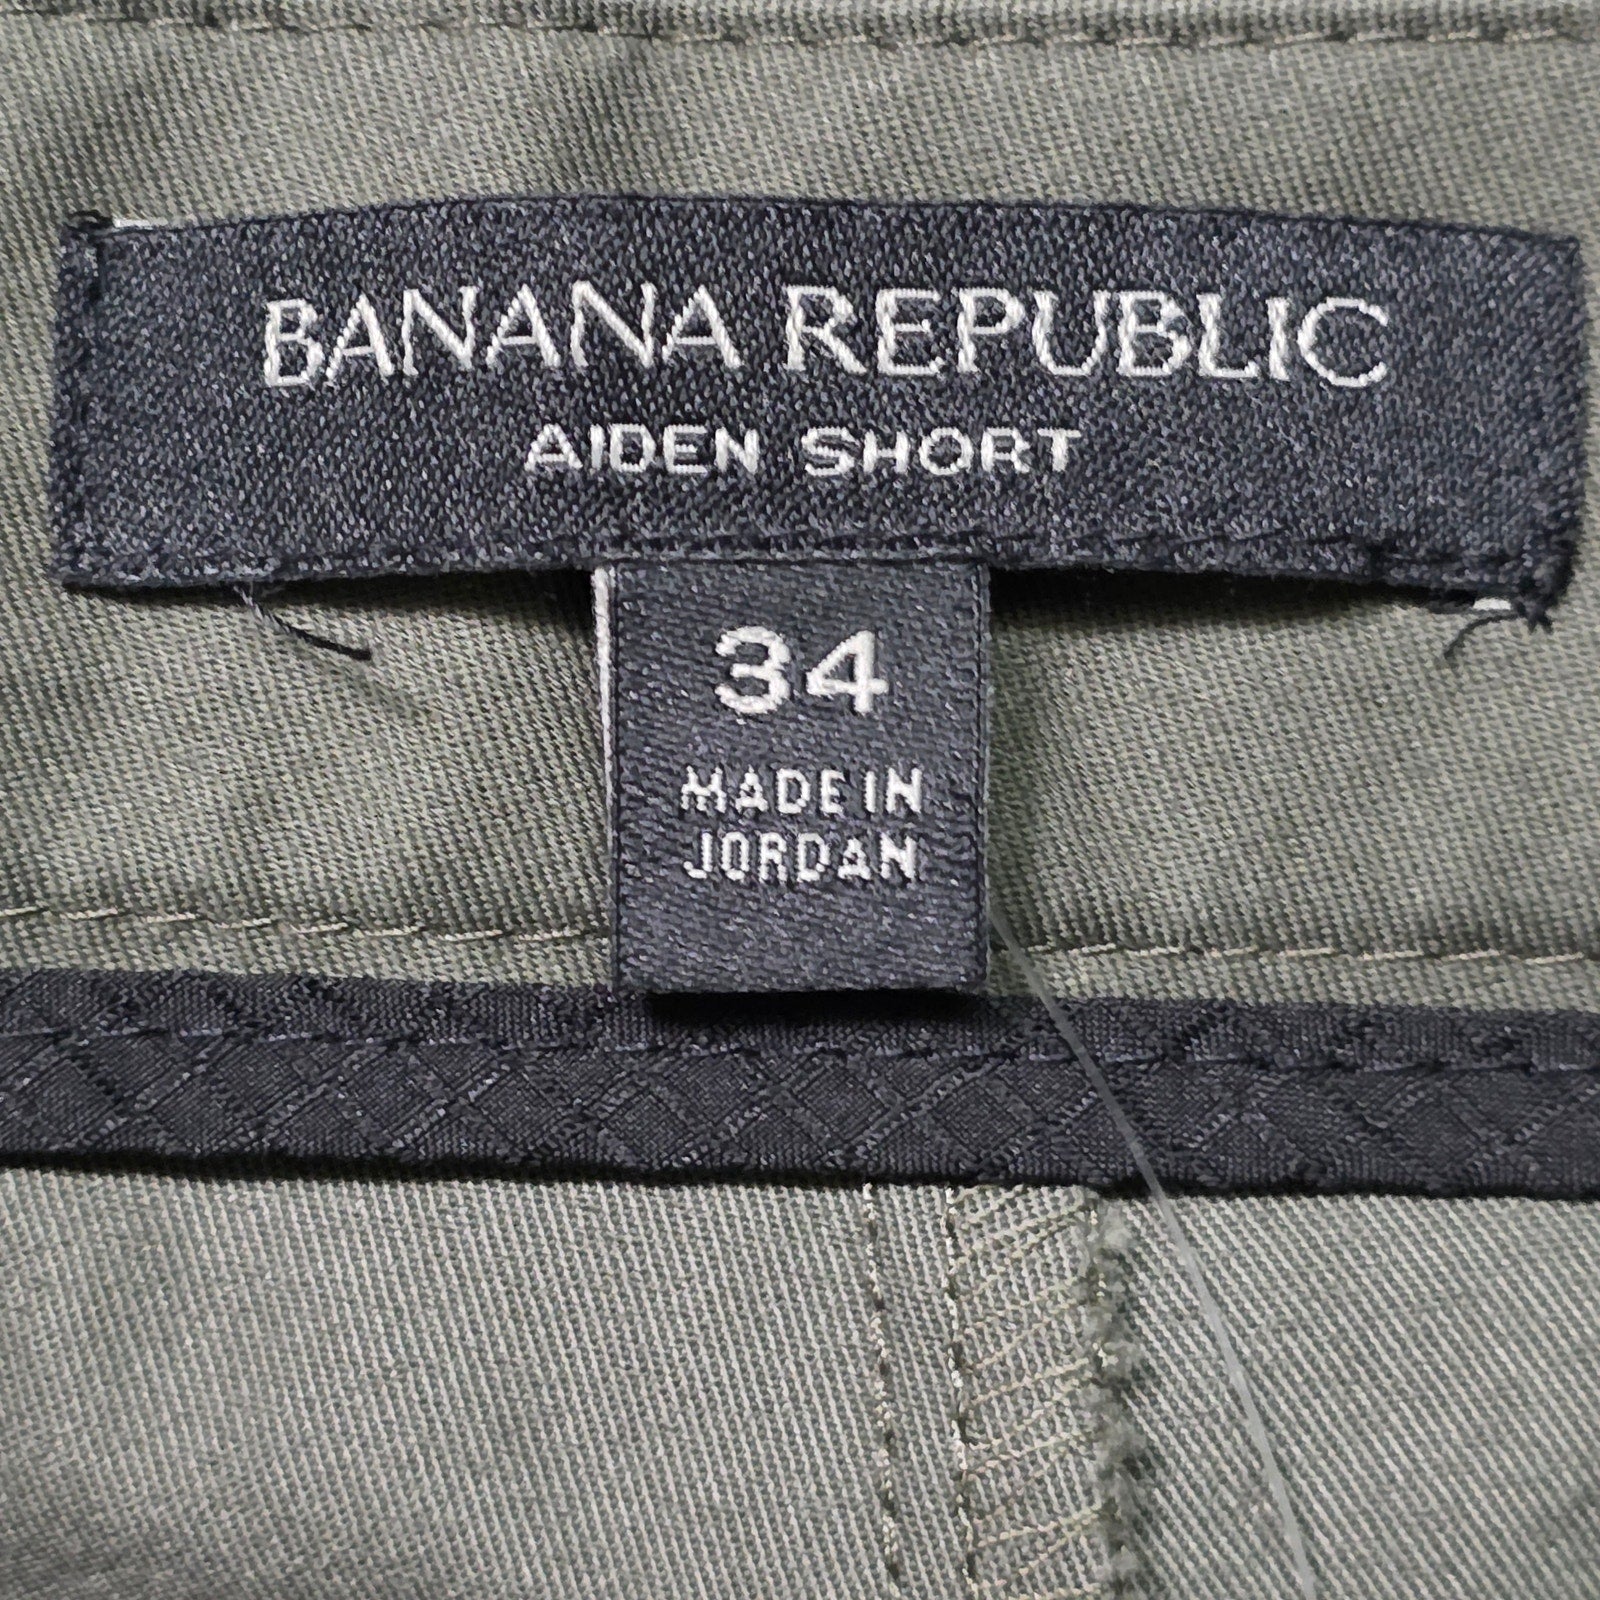 BANANA REPUBLIC
AIDEN SHORT
34
MADE IN
JORDAN